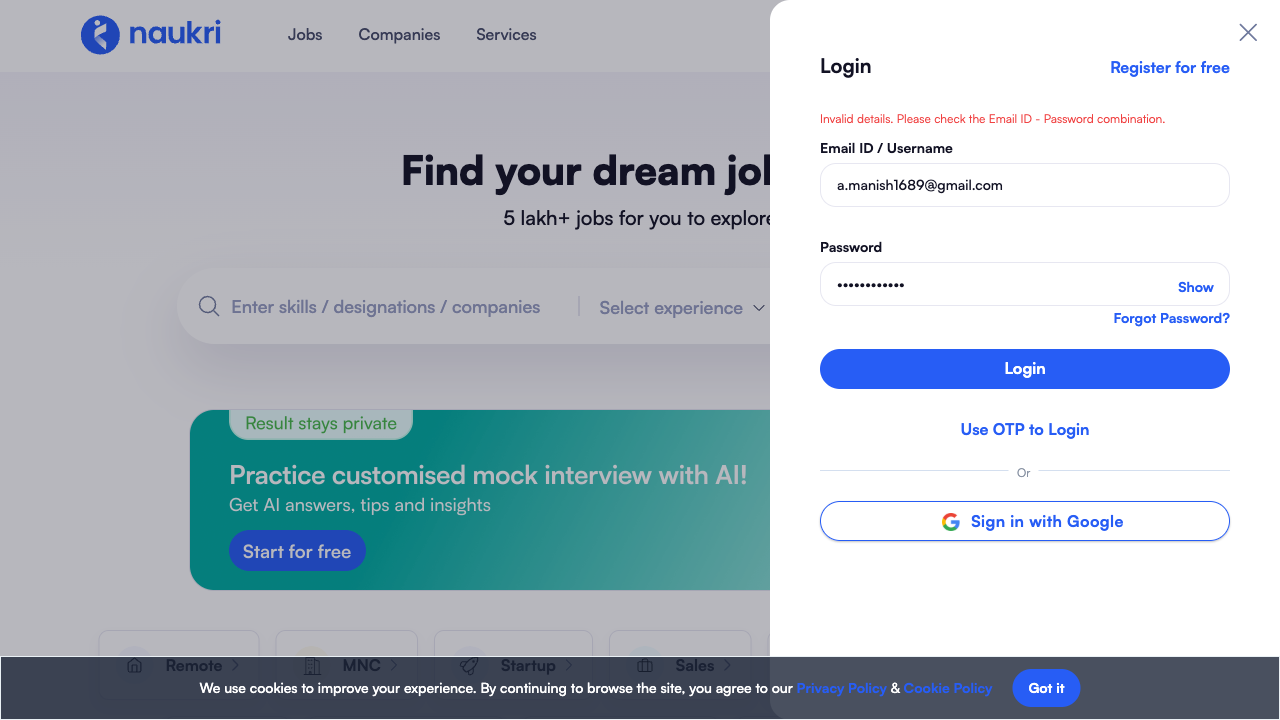 naukri
Jobs
Companies
Services
Find your dream jo
5 lakh+ jobs for you to explore
Enter skills / designations / companies
Select experience
Result stays private
Practice customised mock interview with AI!
Get AI answers, tips and insights
Start for free
Remote
MNC
Startup
Sales
Login
Register for free
Invalid details. Please check the Email ID - Password combination.
Email ID / Username
a.manish1689@gmail.com
Password
••••••••••••
Show
Forgot Password?
Login
Use OTP to Login
Or
Sign in with Google
We use cookies to improve your experience. By continuing to browse the site, you agree to our Privacy Policy & Cookie Policy
Got it